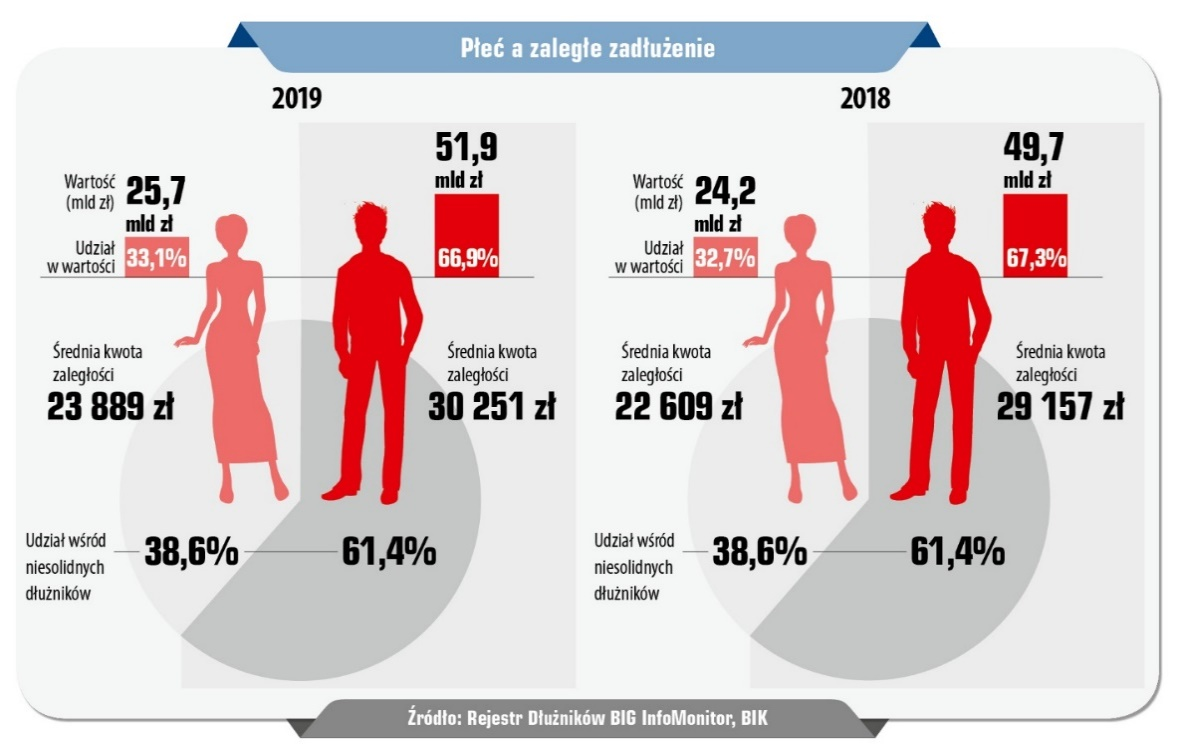 Płeć a zaległe zadłużenie
2019
51,9
mld zł
Wartość
(mld zł)
25,7
mld zł
Udział
w wartości
33,1%
66,9%
Średnia kwota
zaległości
23 889 zł
Średnia kwota
zaległości
30 251 zł
Udział wśród
niesolidnych
dłużników
38,6%
61,4%
2018
49,7
mld zł
Wartość
(mld zł)
24,2
mld zł
Udział
w wartości
32,7%
67,3%
Średnia kwota
zaległości
22 609 zł
Średnia kwota
zaległości
29 157 zł
Udział wśród
niesolidnych
dłużników
38,6%
61,4%
Źródło: Rejestr Dłużników BIG InfoMonitor, BIK